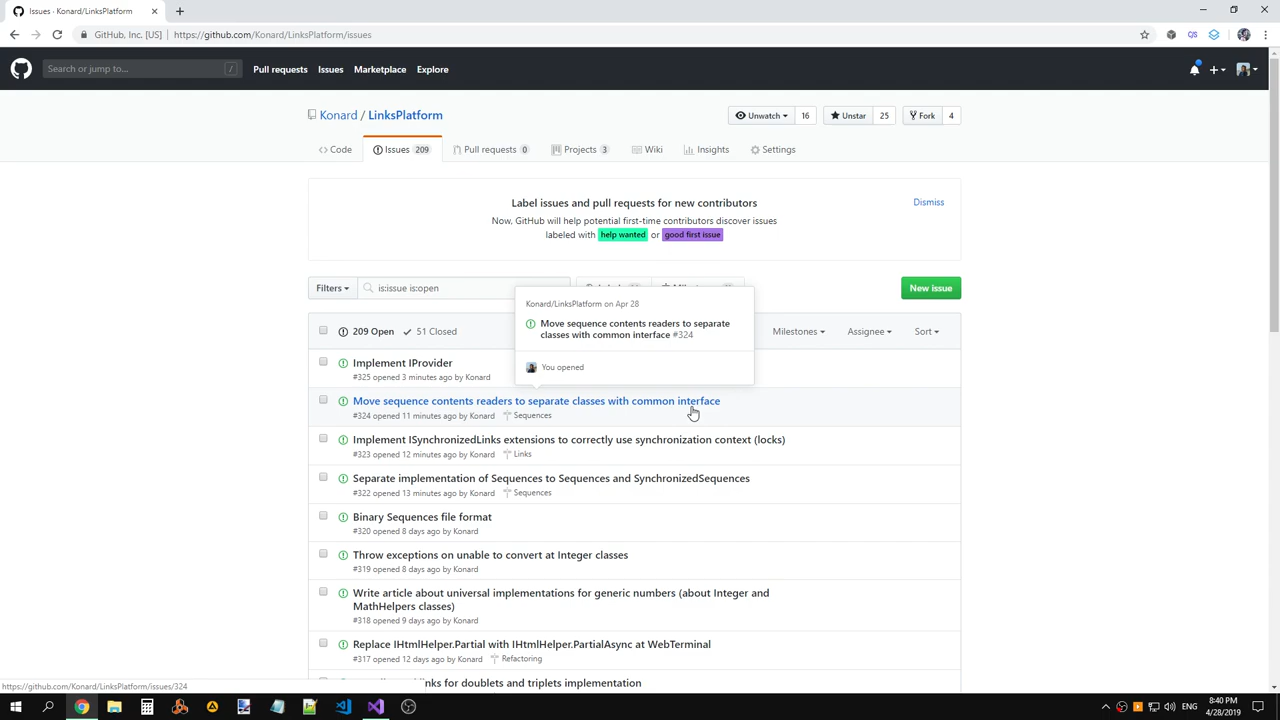 Issues · Konard/LinksPlatform
GitHub, Inc. [US] | https://github.com/Konard/LinksPlatform/issues
Search or jump to... /
Pull requests Issues Marketplace Explore
Konard / LinksPlatform
Unwatch 16 Unstar 25 Fork 4
Code Issues 209 Pull requests 0 Projects 3 Wiki Insights Settings
Label issues and pull requests for new contributors
Dismiss
Now, GitHub will help potential first-time contributors discover issues
labeled with help wanted or good first issue
Filters is:issue is:open New issue
Konard/LinksPlatform on Apr 28
Move sequence contents readers to separate
classes with common interface #324
You opened
209 Open 51 Closed Milestones Assignee Sort
Implement IProvider
#325 opened 3 minutes ago by Konard
Move sequence contents readers to separate classes with common interface
#324 opened 11 minutes ago by Konard Sequences
Implement ISynchronizedLinks extensions to correctly use synchronization context (locks)
#323 opened 12 minutes ago by Konard Links
Separate implementation of Sequences to Sequences and SynchronizedSequences
#322 opened 13 minutes ago by Konard Sequences
Binary Sequences file format
#320 opened 8 days ago by Konard
Throw exceptions on unable to convert at Integer classes
#319 opened 8 days ago by Konard
Write article about universal implementations for generic numbers (about Integer and
MathHelpers classes)
#318 opened 9 days ago by Konard
Replace IHtmlHelper.Partial with IHtmlHelper.PartialAsync at WebTerminal
#317 opened 12 days ago by Konard Refactoring
for doublets and triplets implementation
https://github.com/Konard/LinksPlatform/issues/324
ENG
8:40 PM
4/28/2019